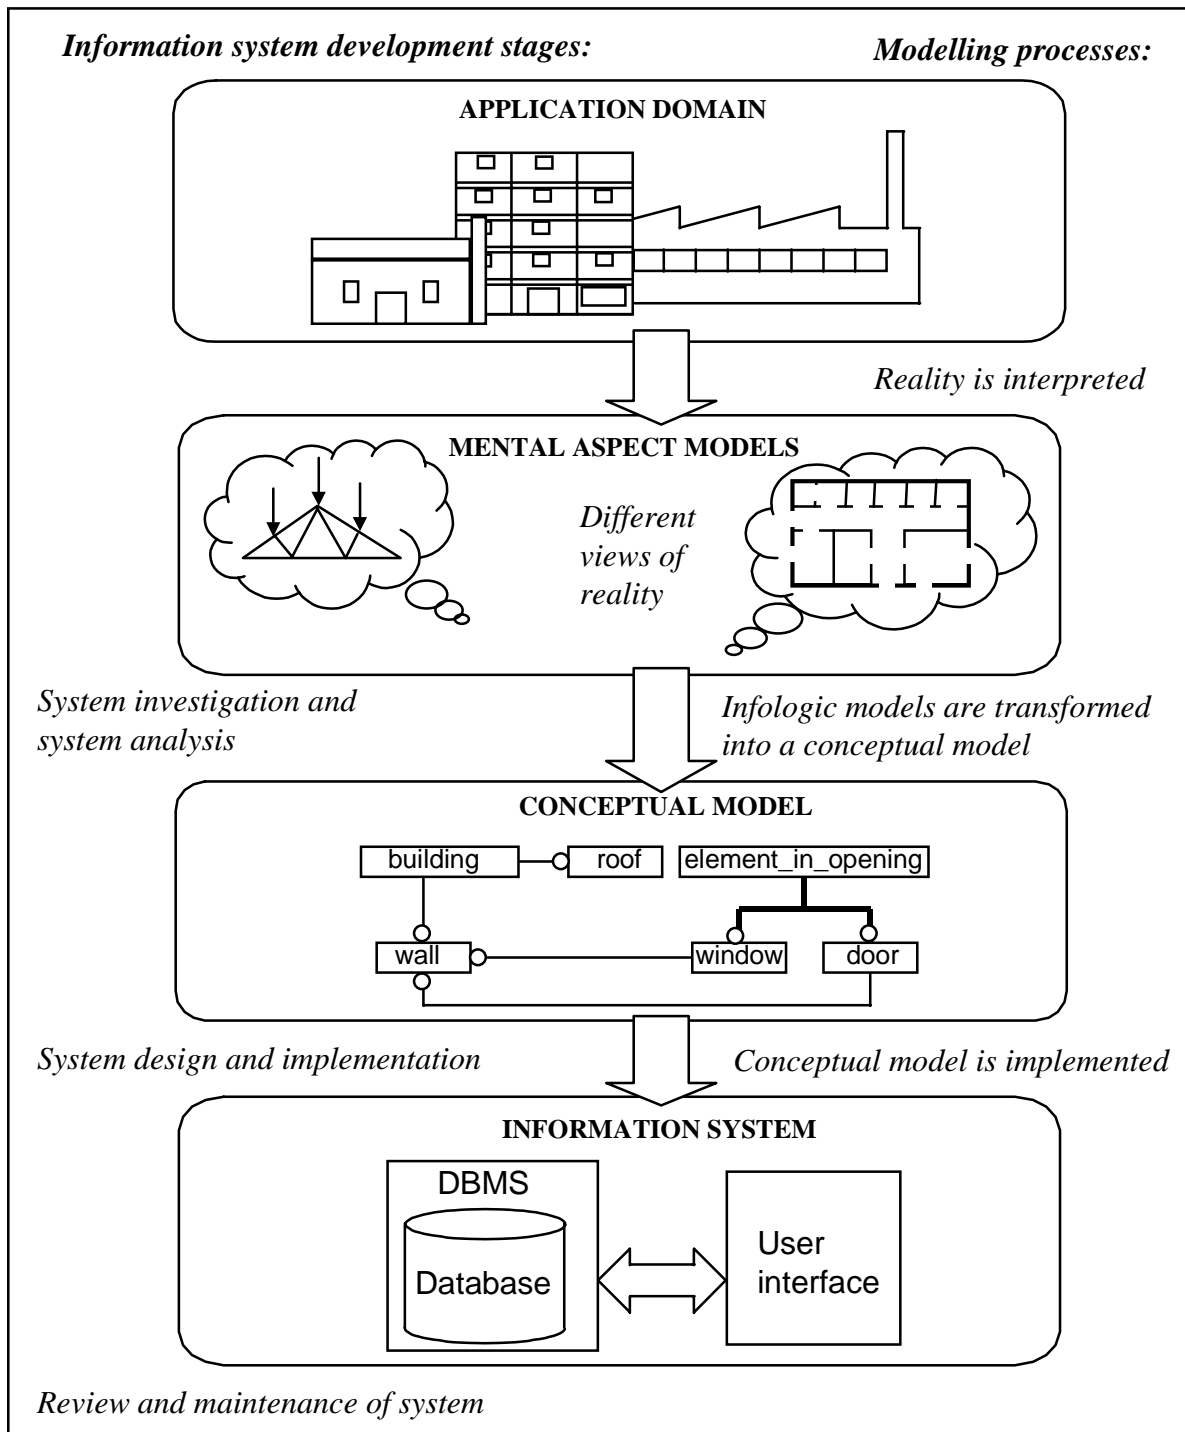 Information system development stages:
Modelling processes:
APPLICATION DOMAIN
Reality is interpreted
MENTAL ASPECT MODELS
Different
views of
reality
System investigation and
system analysis
Infologic models are transformed
into a conceptual model
CONCEPTUAL MODEL
building
roof
element_in_opening
wall
window
door
System design and implementation
Conceptual model is implemented
INFORMATION SYSTEM
DBMS
Database
User
interface
Review and maintenance of system